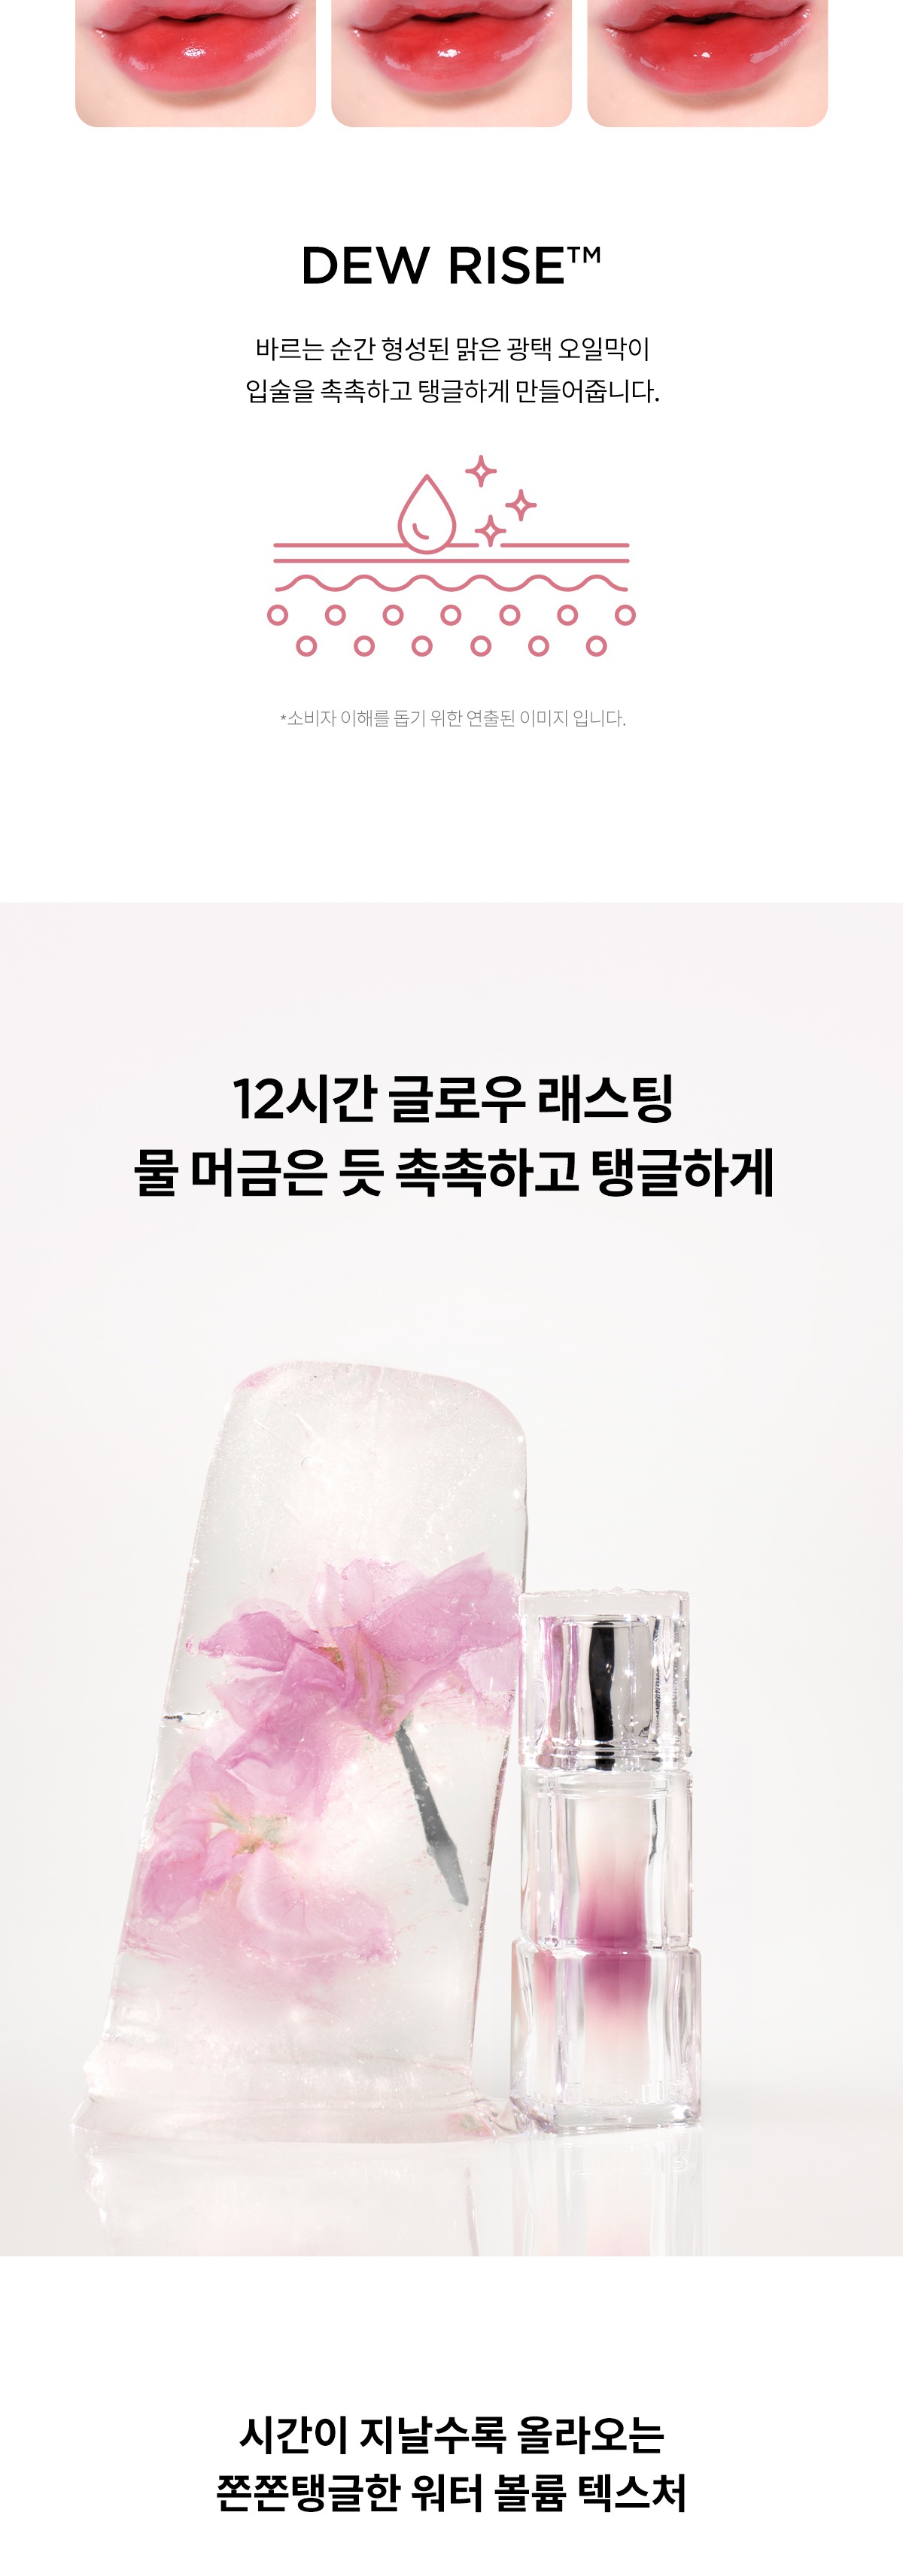 DEW RISE™
바르는 순간 형성된 맑은 광택 오일막이
입술을 촉촉하고 탱글하게 만들어줍니다.
*소비자 이해를 돕기 위한 연출된 이미지 입니다.
12시간 글로우 래스팅
물 머금은 듯 촉촉하고 탱글하게
시간이 지날수록 올라오는
쫀쫀탱글한 워터 볼륨 텍스처